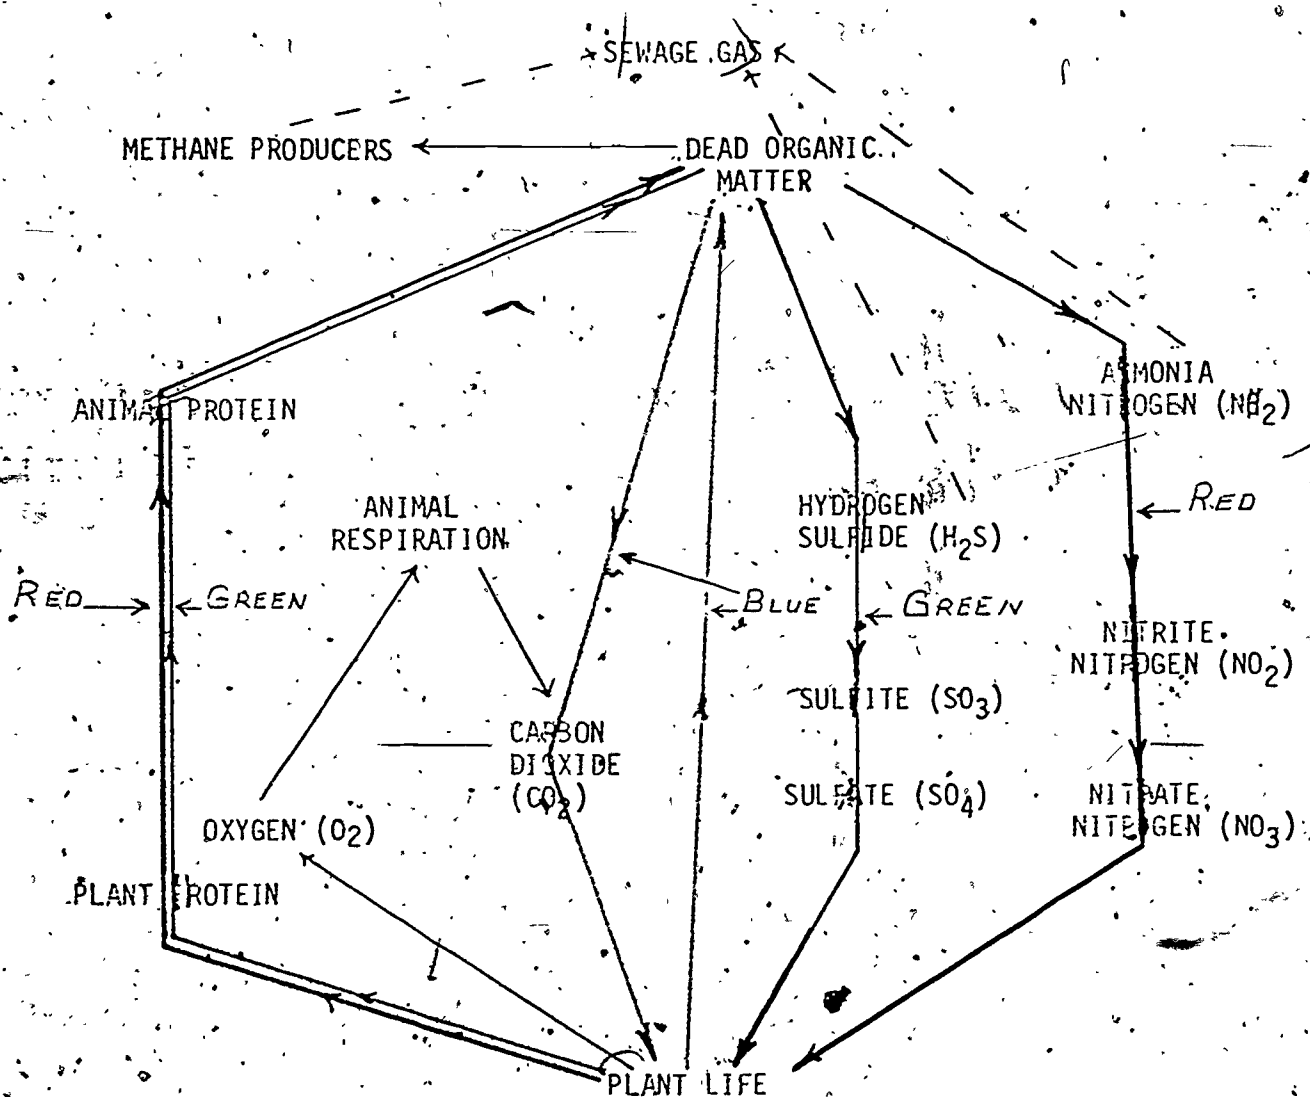 SEWAGE GAS
METHANE PRODUCERS
DEAD ORGANIC
MATTER
AMMONIA
NITROGEN (NH2)
ANIMAL PROTEIN
ANIMAL
RESPIRATION
HYDROGEN
SULFIDE (H2S)
RED
RED
GREEN
BLUE
GREEN
NITRITE
NITROGEN (NO2)
SULFITE (SO3)
CARBON
DIOXIDE
(CO2)
SULFATE (SO4)
NITRATE
NITROGEN (NO3)
OXYGEN (O2)
PLANT PROTEIN
PLANT LIFE